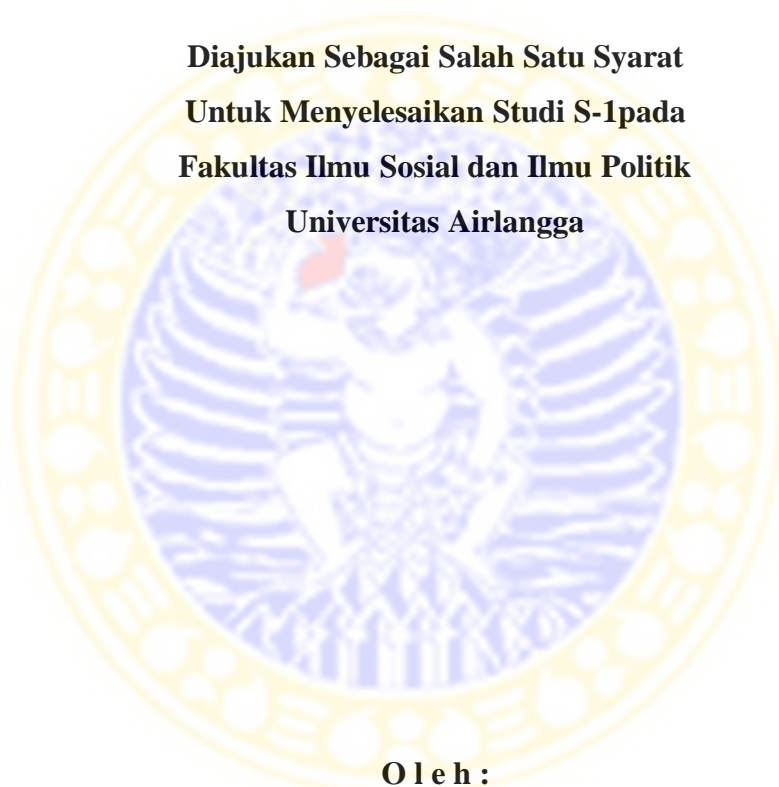 Diajukan Sebagai Salah Satu Syarat
Untuk Menyelesaikan Studi S-1pada
Fakultas Ilmu Sosial dan Ilmu Politik
Universitas Airlangga
O l e h :